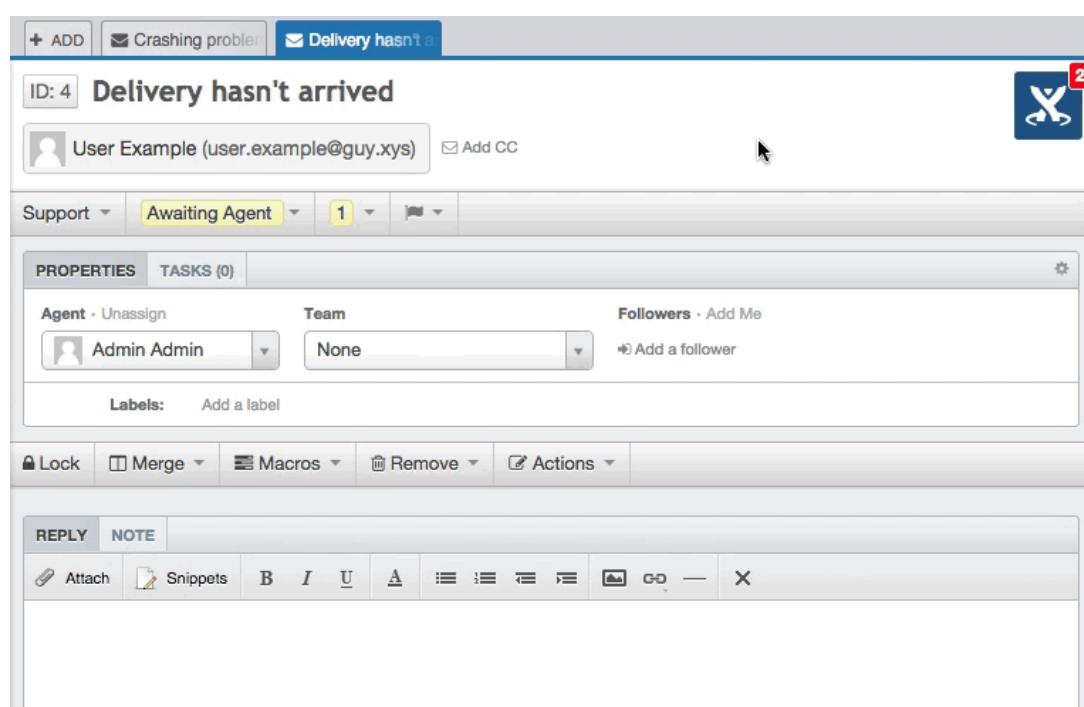 + ADD Crashing problem Delivery hasn't a
ID: 4 Delivery hasn't arrived 2
User Example (user.example@guy.xys) Add CC
Support Awaiting Agent 1
PROPERTIES TASKS (0)
Agent · Unassign Team Followers · Add Me
Admin Admin None Add a follower
Labels: Add a label
Lock Merge Macros Remove Actions
REPLY NOTE
Attach Snippets B I U A